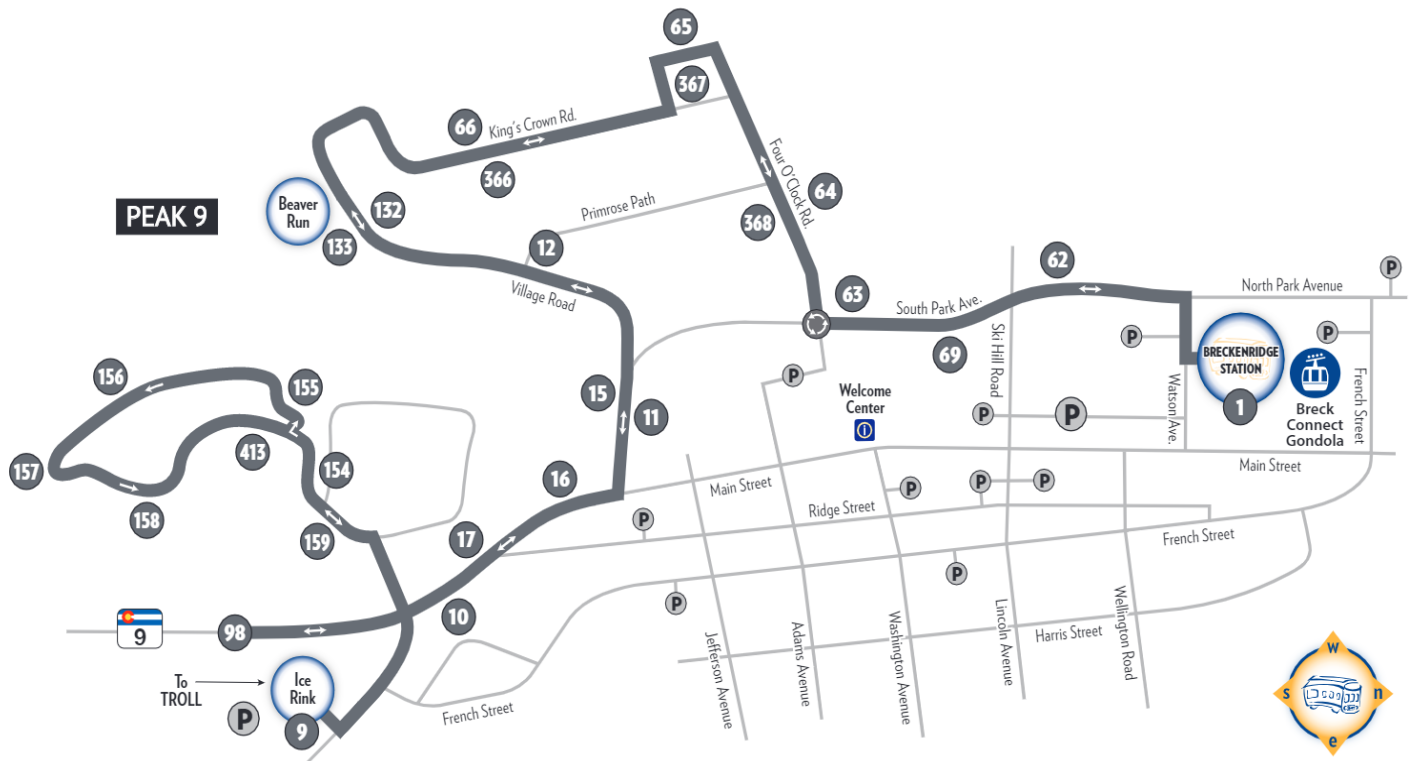 65
367
66
King's Crown Rd.
366
Four O'Clock Rd.
64
368
PEAK 9
Beaver
Run
132
133
Primrose Path
12
Village Road
63
South Park Ave.
62
69
Ski Hill Road
North Park Avenue
P
P
P
BRECKENRIDGE
STATION
1
Breck
Connect
Gondola
French Street
Watson Ave.
156
155
157
413
154
158
159
15
11
16
17
10
P
Welcome
Center
i
P
P
Main Street
Main Street
Ridge Street
P
P
P
P
French Street
P
P
Harris Street
Jefferson Avenue
Adams Avenue
Washington Avenue
Lincoln Avenue
Wellington Road
9
98
To
TROLL
Ice
Rink
P
9
French Street
w
s
n
e